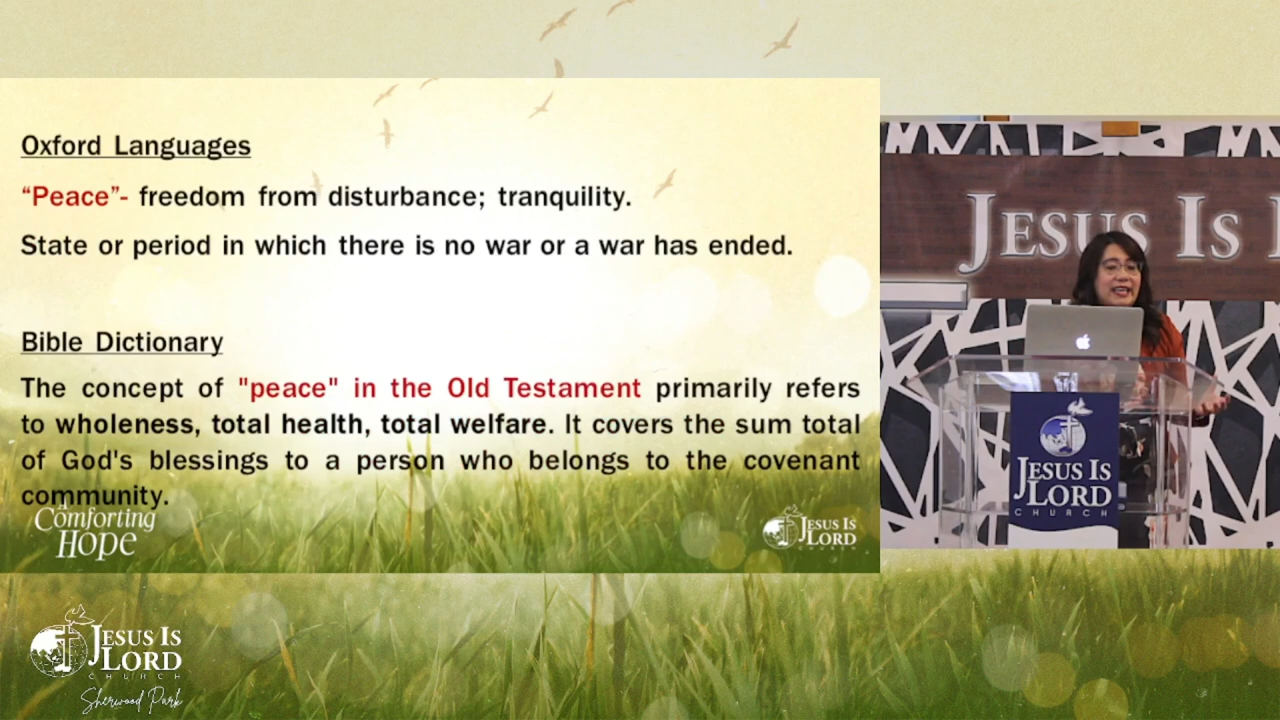 Oxford Languages
“Peace”- freedom from disturbance; tranquility.
State or period in which there is no war or a war has ended.
Bible Dictionary
The concept of "peace" in the Old Testament primarily refers
to wholeness, total health, total welfare. It covers the sum total
of God's blessings to a person who belongs to the covenant
community.
Comforting
Hope
JESUS IS
LORD
CHURCH
JESUS IS
JESUS IS
LORD
CHURCH
JESUS IS
LORD
CHURCH
Sherwood Park